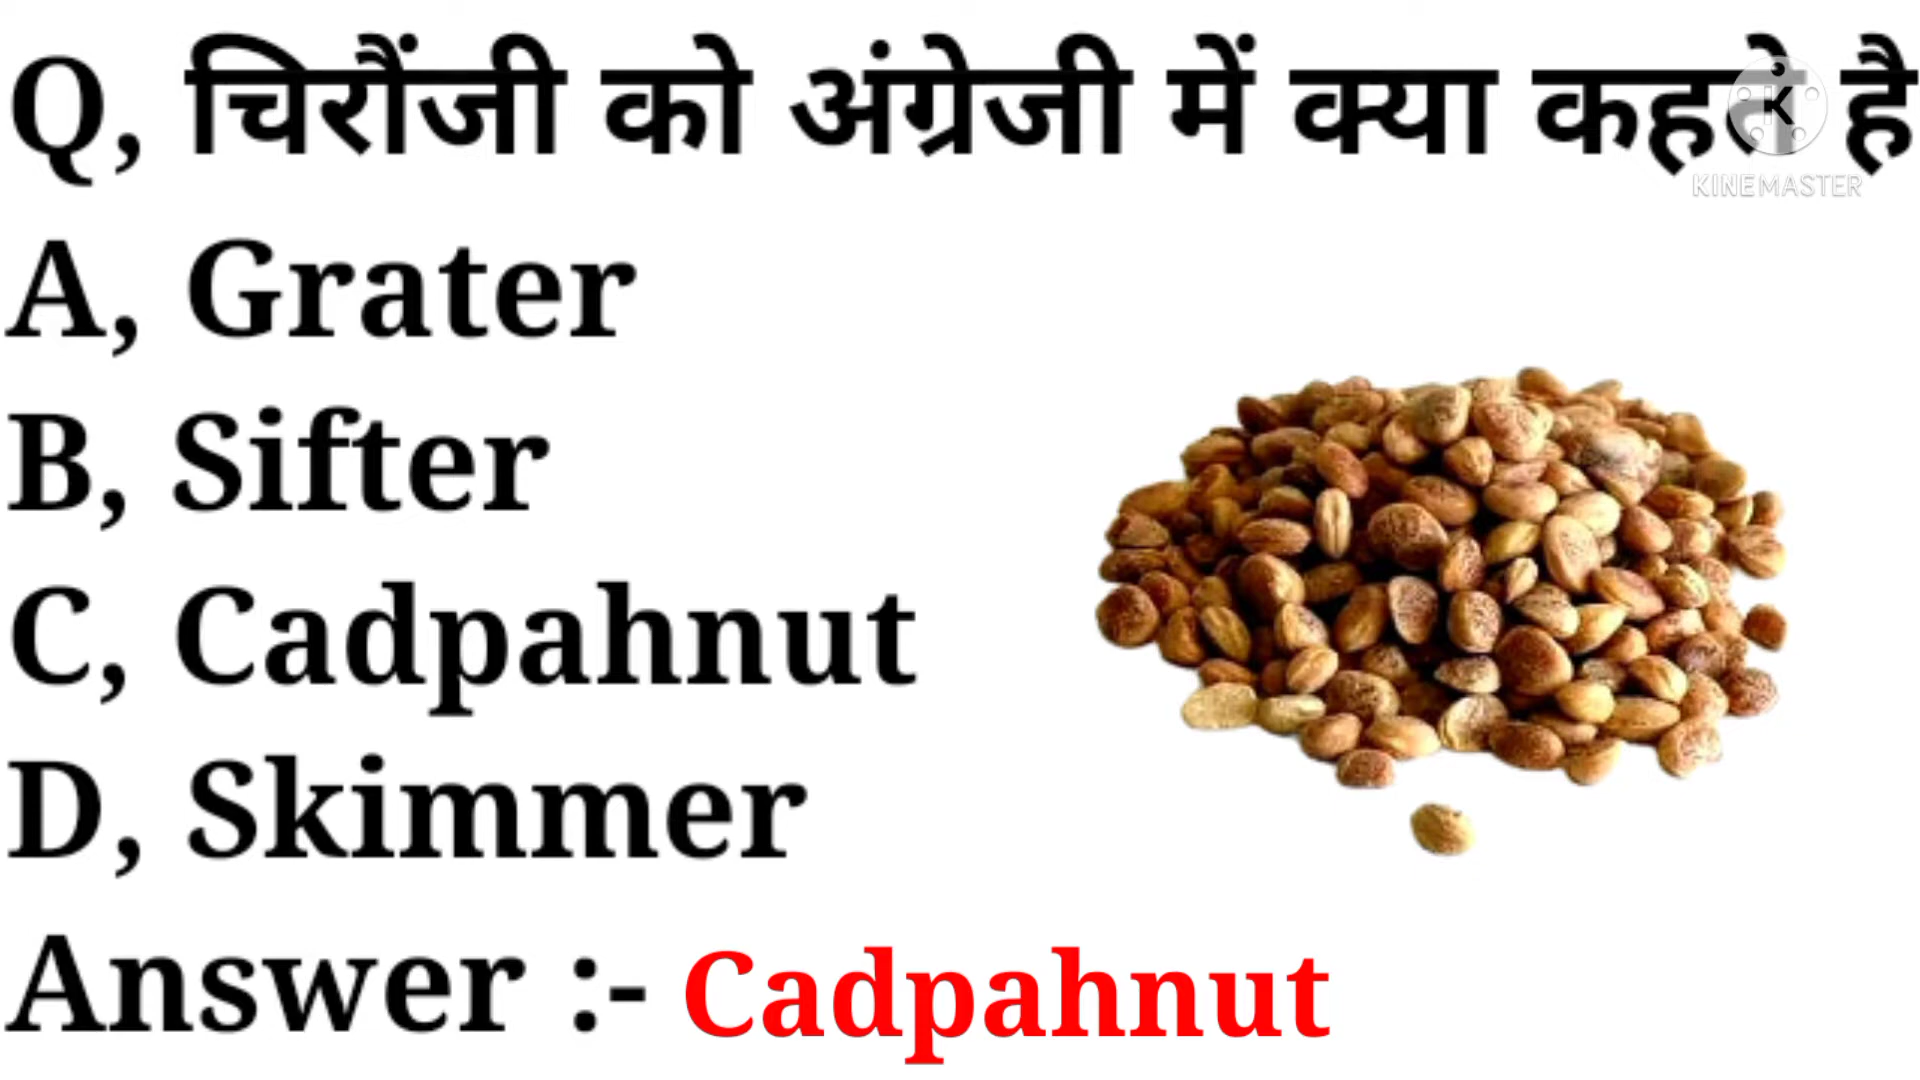 Q, चिरौंजी को अंग्रेजी में क्या कहते है
KINEMASTER
A, Grater
B, Sifter
C, Cadpahnut
D, Skimmer
Answer :- Cadpahnut